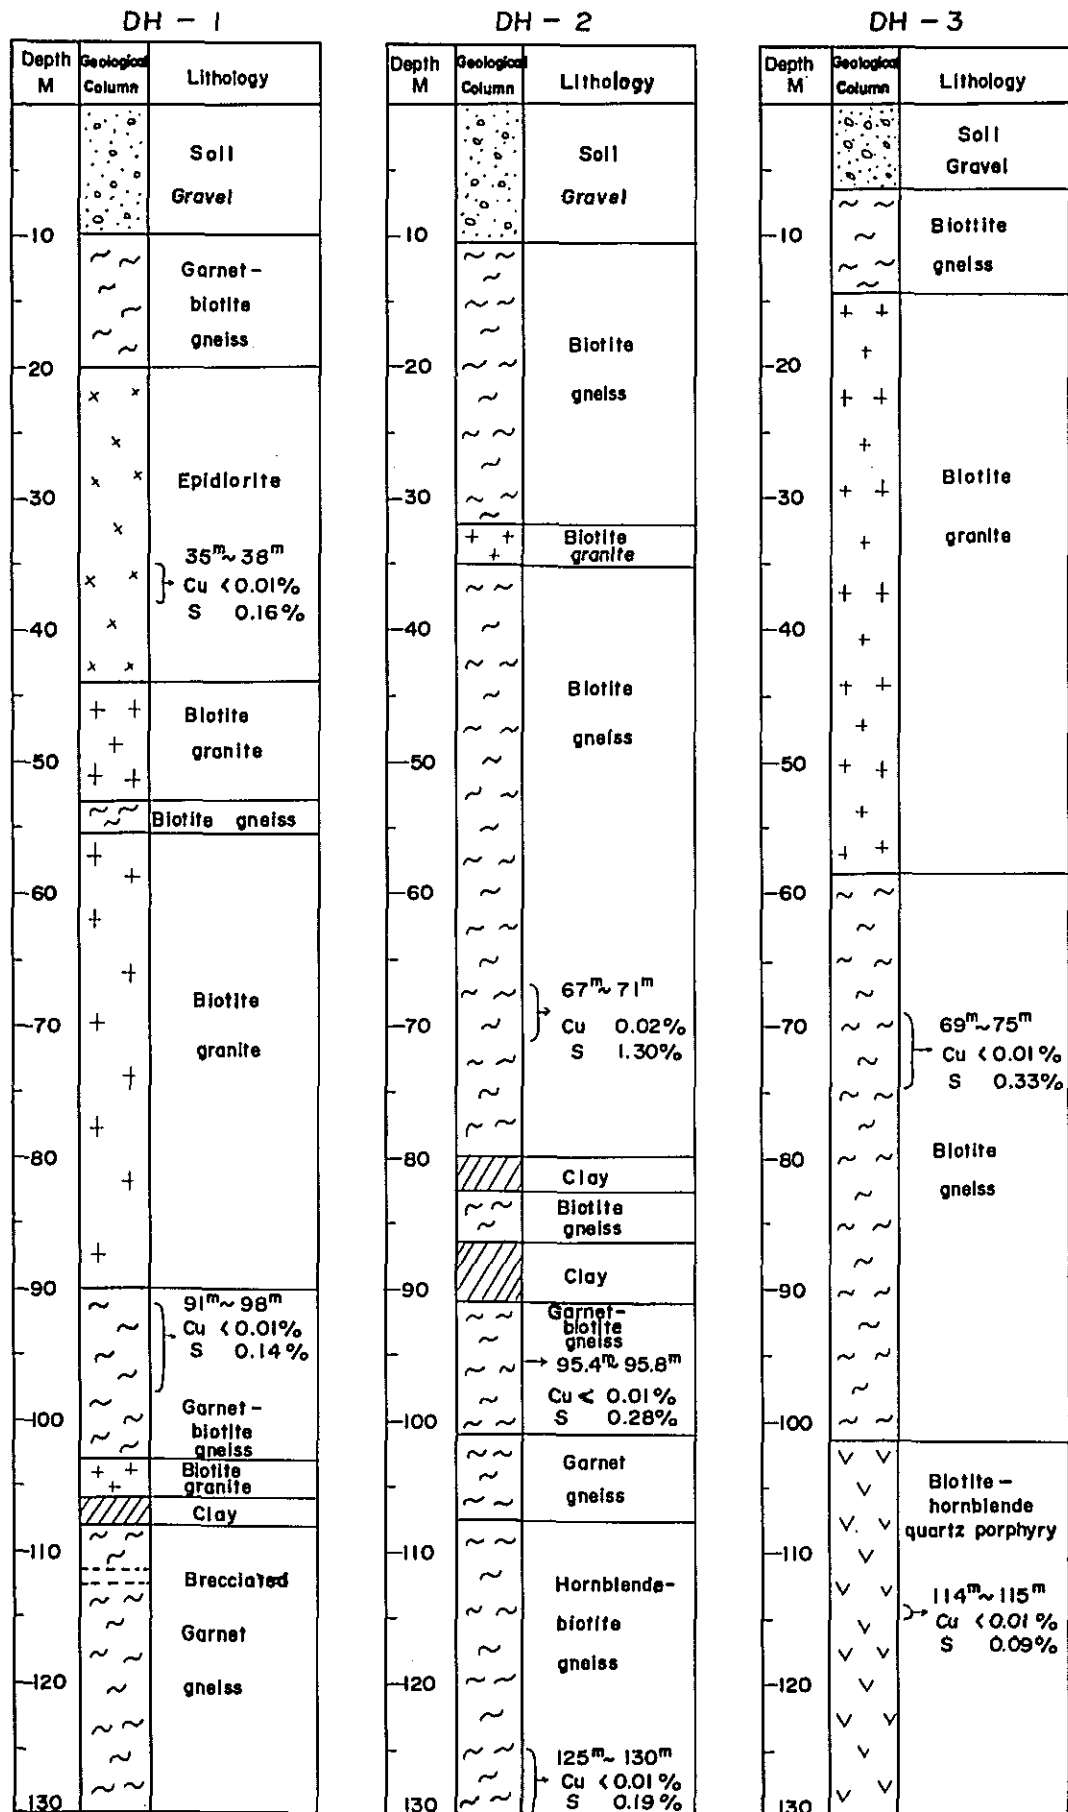 DH - 1
Depth M
Geological Column
Lithology
Soil
Gravel
-10
Garnet-
biotite
gneiss
-20
Epidiorite
-30
35m~38m
Cu <0.01%
S 0.16%
-40
Biotite
granite
-50
Biotite gneiss
-60
Biotite
-70
granite
-80
-90
91m~98m
Cu <0.01%
S 0.14%
Garnet-
-100
biotite
gneiss
Biotite
granite
Clay
-110
Brecciated
Garnet
-120
gneiss
130
DH - 2
Depth M
Geological Column
Lithology
Soil
Gravel
-10
Biotite
-20
gneiss
-30
Biotite
granite
-40
Biotite
gneiss
-50
-60
67m~71m
-70
Cu 0.02%
S 1.30%
-80
Clay
Biotite
gneiss
Clay
-90
Garnet-
biotite
gneiss
95.4m~95.8m
Cu < 0.01%
-100
S 0.28%
Garnet
gneiss
-110
Hornblende-
biotite
gneiss
-120
125m~130m
Cu <0.01%
130
S 0.19%
DH - 3
Depth M
Geological Column
Lithology
Soil
Gravel
-10
Biottite
gneiss
-20
-30
Biotite
granite
-40
-50
-60
-70
69m~75m
Cu <0.01%
S 0.33%
-80
Biotite
gneiss
-90
-100
Biotite-
hornblende
quartz porphyry
-110
114m~115m
Cu <0.01%
S 0.09%
-120
130